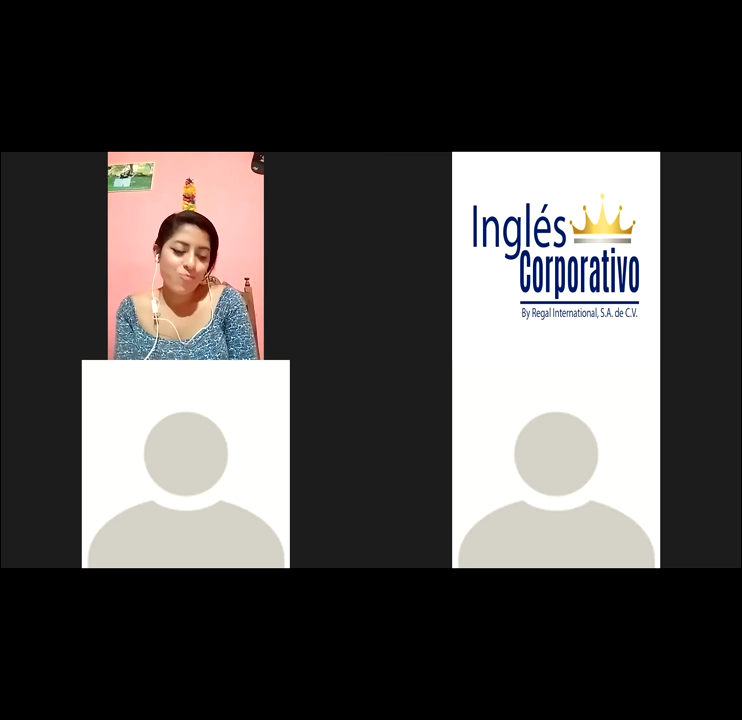 Inglés
Corporativo
By Regal International, S.A. de C.V.